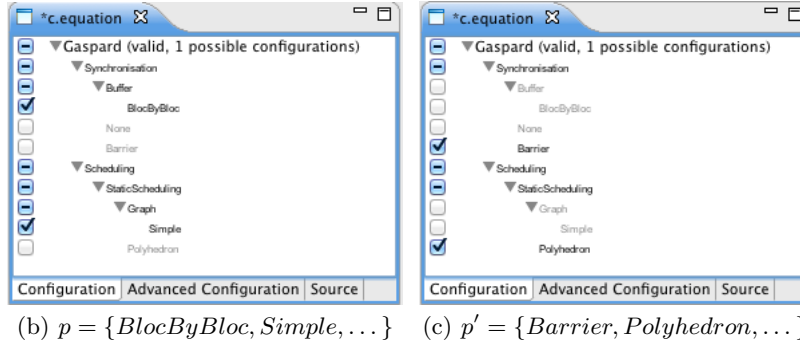 *c.equation
Gaspard (valid, 1 possible configurations)
Synchronisation
Buffer
BlocByBloc
None
Barrier
Scheduling
StaticScheduling
Graph
Simple
Polyhedron
Configuration Advanced Configuration Source
(b) p = {BlocByBloc, Simple, . . . }
*c.equation
Gaspard (valid, 1 possible configurations)
Synchronisation
Buffer
BlocByBloc
None
Barrier
Scheduling
StaticScheduling
Graph
Simple
Polyhedron
Configuration Advanced Configuration Source
(c) p′ = {Barrier, Polyhedron, . . . }